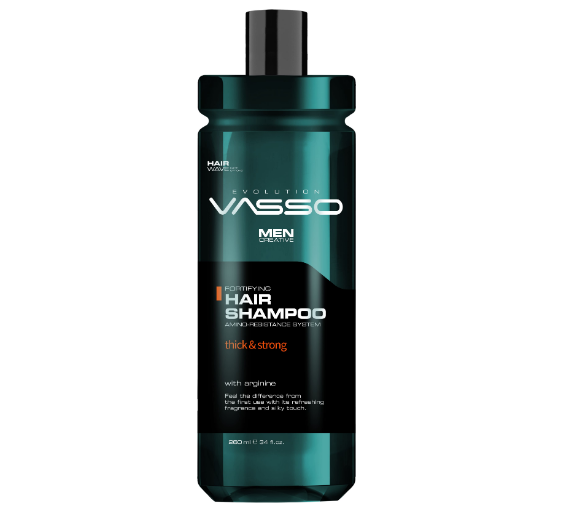 HAIR
WAVE
EVOLUTION
VASSO
MEN
CREATIVE
FORTIFYING
HAIR
SHAMPOO
AMINO-RESISTANCE SYSTEM
thick & strong
with arginine
Feel the difference from
the first use with its refreshing
fragrance and silky touch.
260 ml ℮ 34 fl.oz.